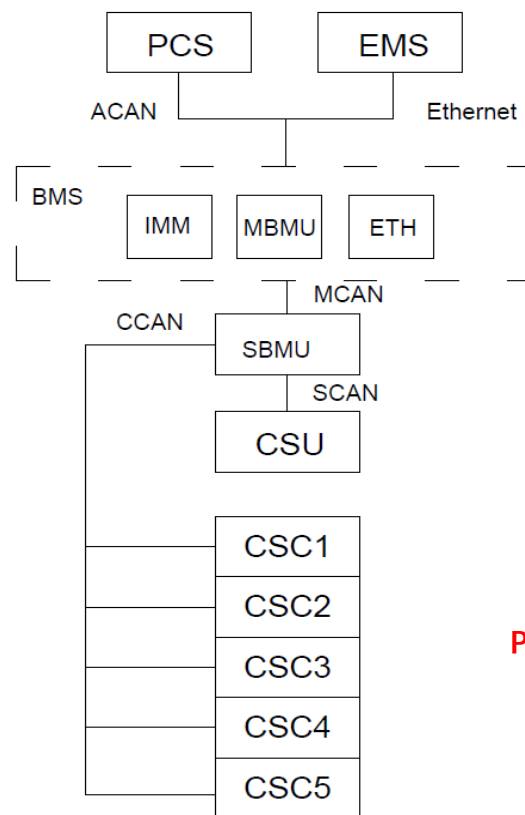 PCS
EMS
ACAN
Ethernet
BMS
IMM
MBMU
ETH
MCAN
CCAN
SBMU
SCAN
CSU
CSC1
CSC2
CSC3
CSC4
CSC5
P